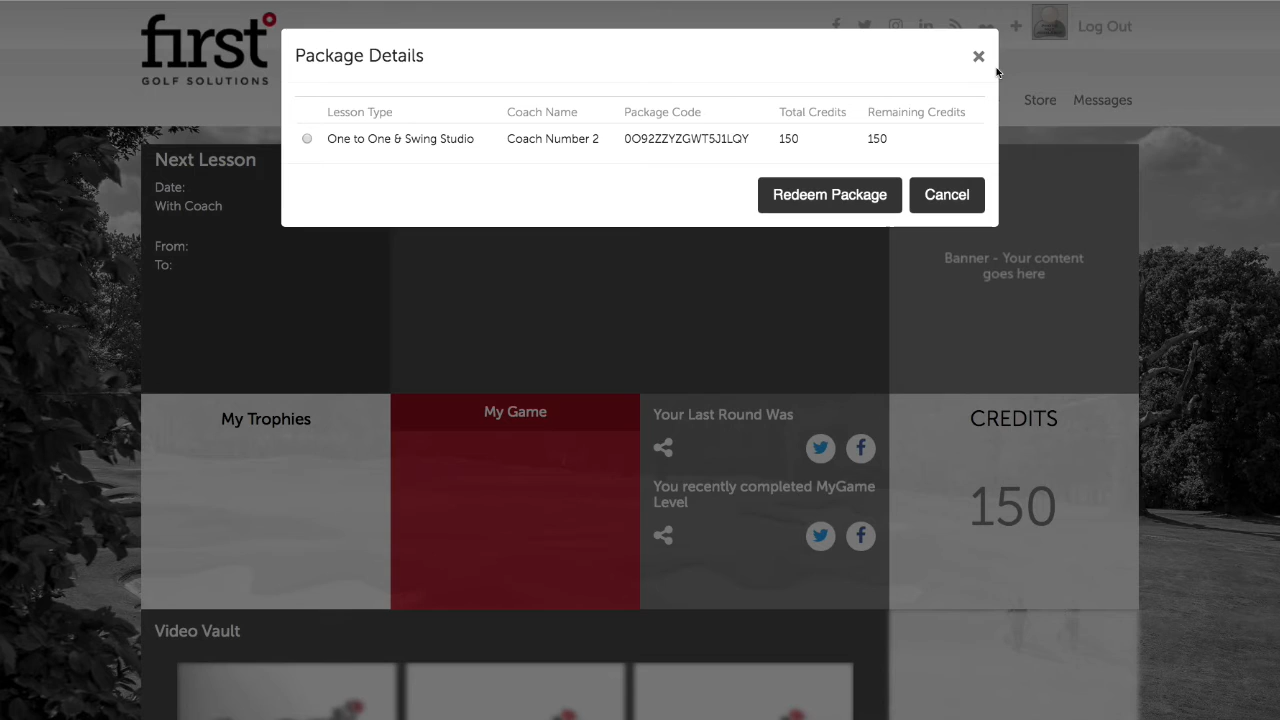 first
GOLF SOLUTIONS
Log Out
Store Messages
Package Details
Lesson Type Coach Name Package Code Total Credits Remaining Credits
One to One & Swing Studio Coach Number 2 0O92ZZYZGWT5J1LQY 150 150
Redeem Package Cancel
Next Lesson
Date:
With Coach
From:
To:
Banner - Your content
goes here
My Trophies
My Game
Your Last Round Was
You recently completed MyGame
Level
CREDITS
150
Video Vault